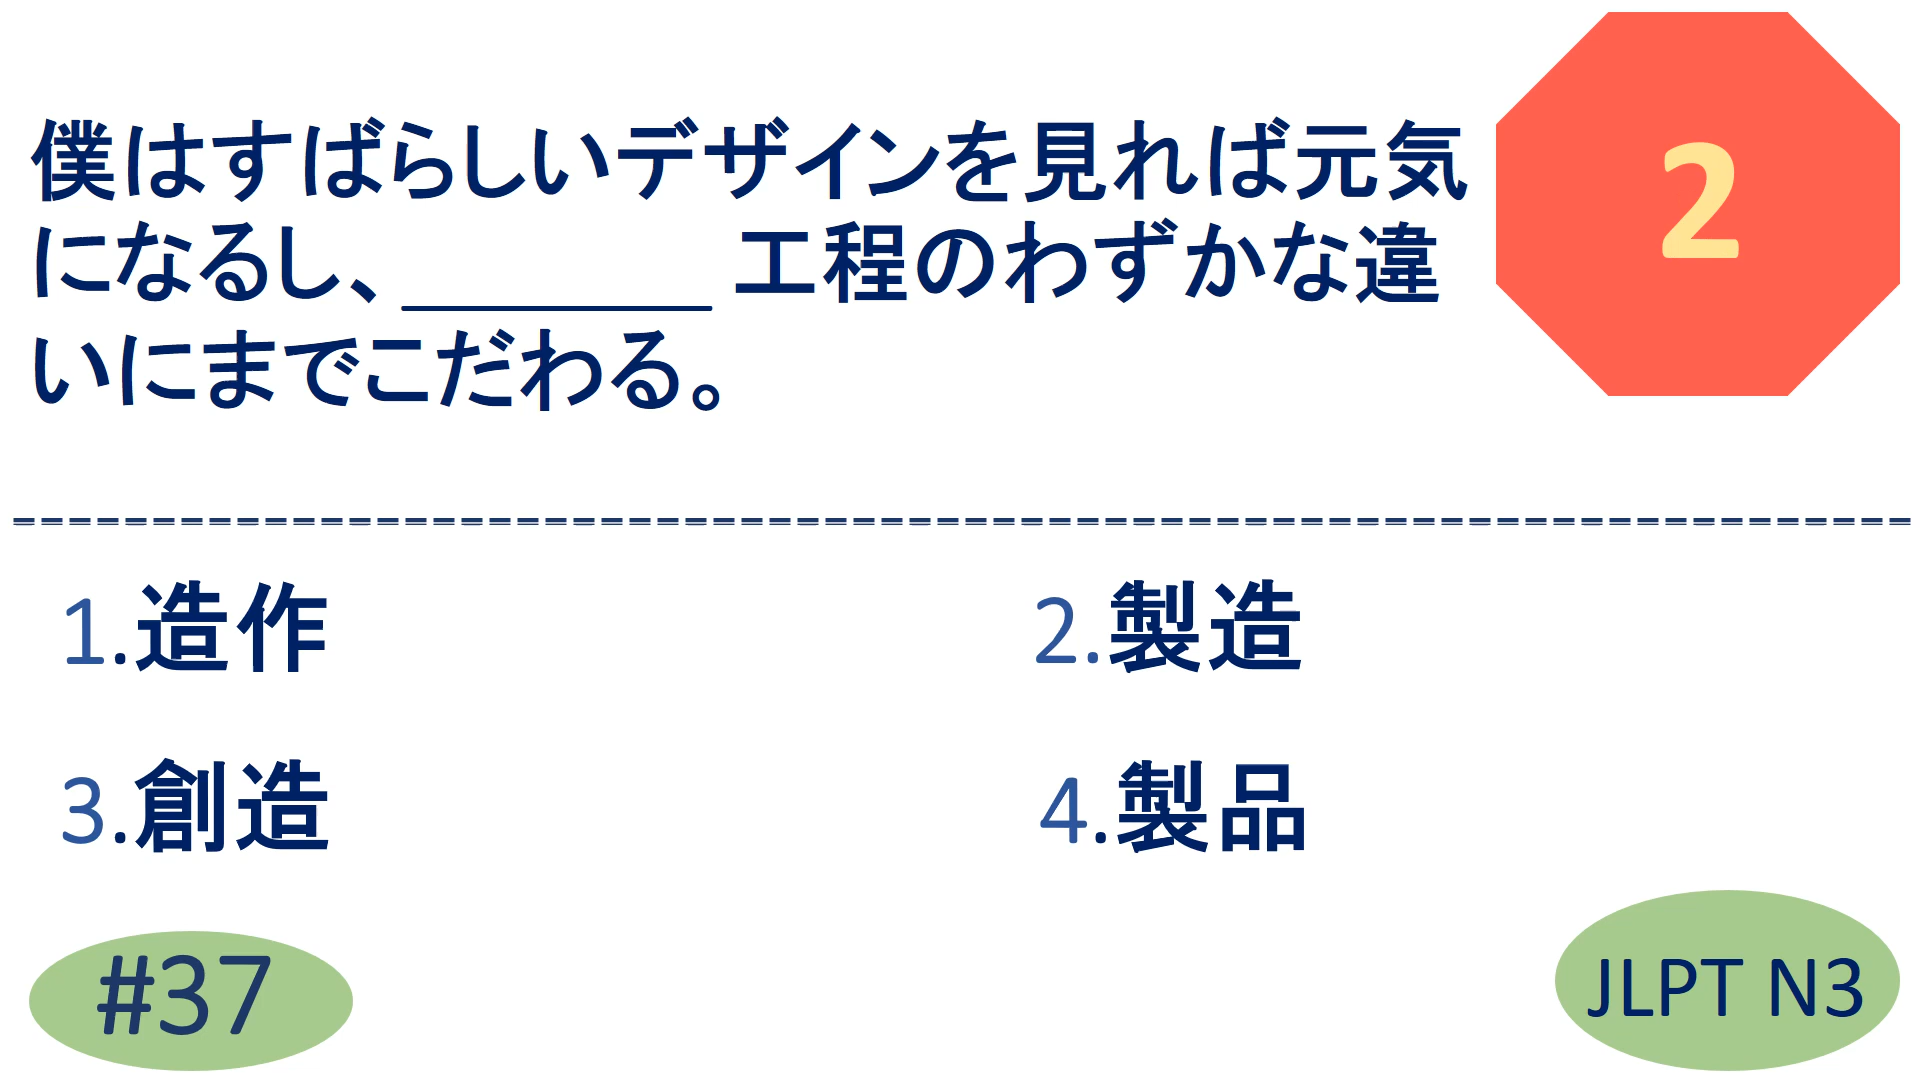 僕はすばらしいデザインを見れば元気
になるし、________ 工程のわずかな違
いにまでこだわる。
2
1.造作
2.製造
3.創造
4.製品
#37
JLPT N3